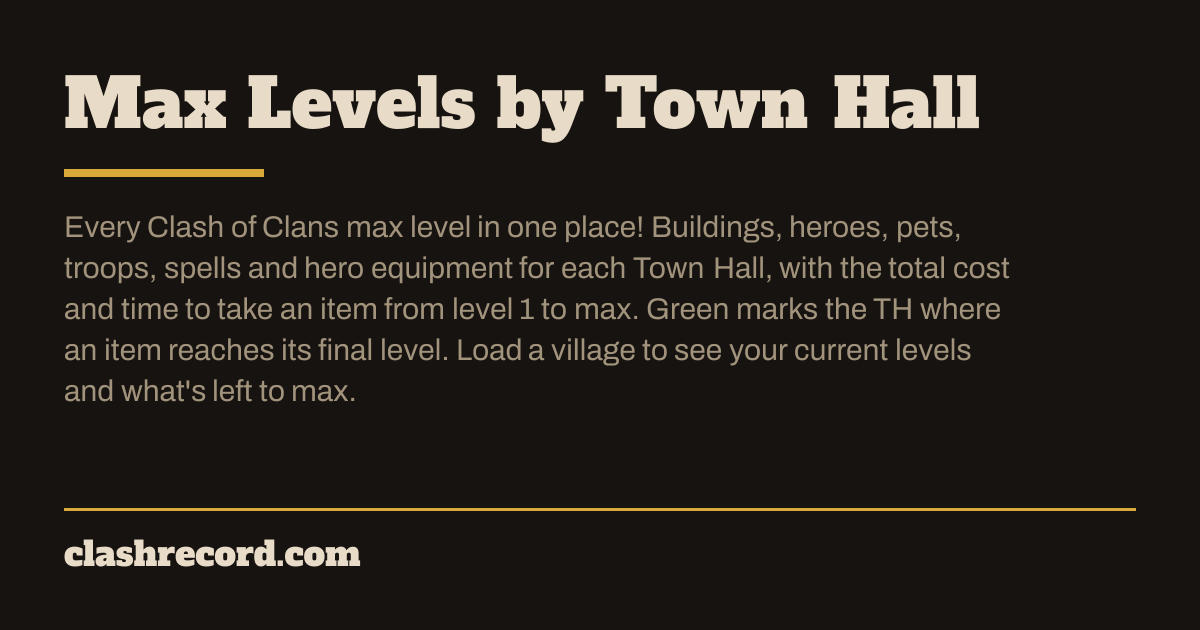 Max Levels by Town Hall
Every Clash of Clans max level in one place! Buildings, heroes, pets,
troops, spells and hero equipment for each Town Hall, with the total cost
and time to take an item from level 1 to max. Green marks the TH where
an item reaches its final level. Load a village to see your current levels
and what's left to max.
clashrecord.com